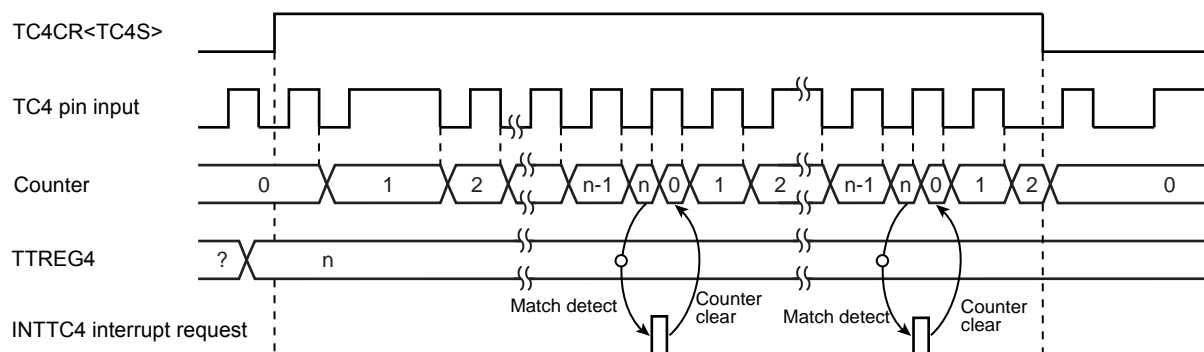 TC4CR<TC4S>
TC4 pin input
Counter
0 1 2 n-1 n 0 1 2 n-1 n 0 1 2 0
TTREG4
? n
Match detect
Counter
clear
Match detect
Counter
clear
INTTC4 interrupt request